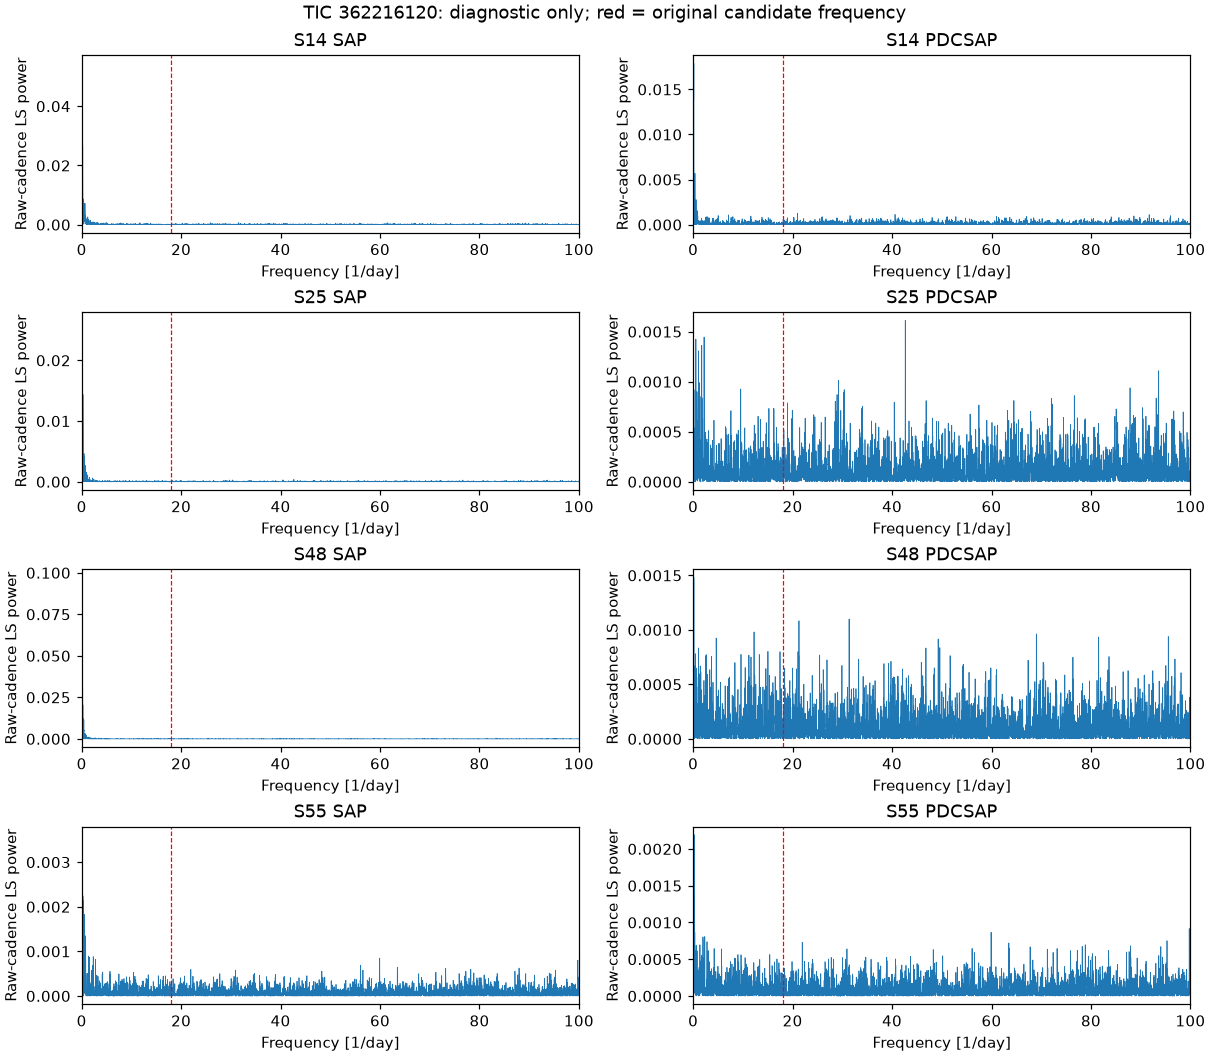 TIC 362216120: diagnostic only; red = original candidate frequency
S14 SAP
Raw-cadence LS power
0.04
0.02
0.00
0 20 40 60 80 100
Frequency [1/day]
S14 PDCSAP
Raw-cadence LS power
0.015
0.010
0.005
0.000
0 20 40 60 80 100
Frequency [1/day]
S25 SAP
Raw-cadence LS power
0.02
0.01
0.00
0 20 40 60 80 100
Frequency [1/day]
S25 PDCSAP
Raw-cadence LS power
0.0015
0.0010
0.0005
0.0000
0 20 40 60 80 100
Frequency [1/day]
S48 SAP
Raw-cadence LS power
0.100
0.075
0.050
0.025
0.000
0 20 40 60 80 100
Frequency [1/day]
S48 PDCSAP
Raw-cadence LS power
0.0015
0.0010
0.0005
0.0000
0 20 40 60 80 100
Frequency [1/day]
S55 SAP
Raw-cadence LS power
0.003
0.002
0.001
0.000
0 20 40 60 80 100
Frequency [1/day]
S55 PDCSAP
Raw-cadence LS power
0.0020
0.0015
0.0010
0.0005
0.0000
0 20 40 60 80 100
Frequency [1/day]